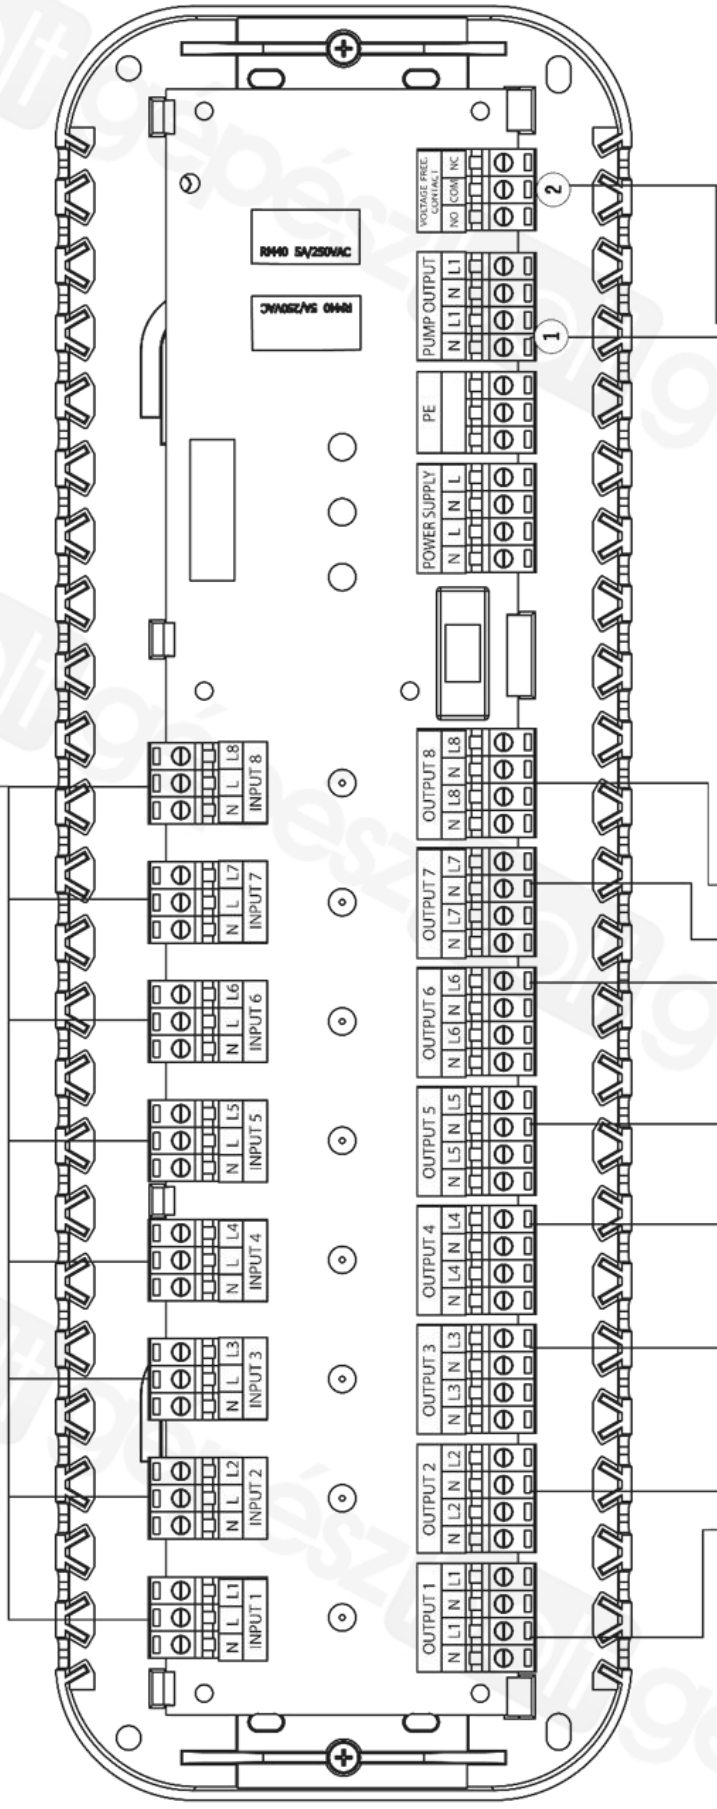 VOLTAGE FREE
CONTACT
NO COM NC
2
RM40 5A/250VAC
RM40 5A/250VAC
PUMP OUTPUT
N L1 N L1
1
PE
POWER SUPPLY
N L N L
N L L8
INPUT 8
OUTPUT 8
N L8 N L8
N L L7
INPUT 7
OUTPUT 7
N L7 N L7
N L L6
INPUT 6
OUTPUT 6
N L6 N L6
N L L5
INPUT 5
OUTPUT 5
N L5 N L5
N L L4
INPUT 4
OUTPUT 4
N L4 N L4
N L L3
INPUT 3
OUTPUT 3
N L3 N L3
N L L2
INPUT 2
OUTPUT 2
N L2 N L2
N L L1
INPUT 1
OUTPUT 1
N L1 N L1